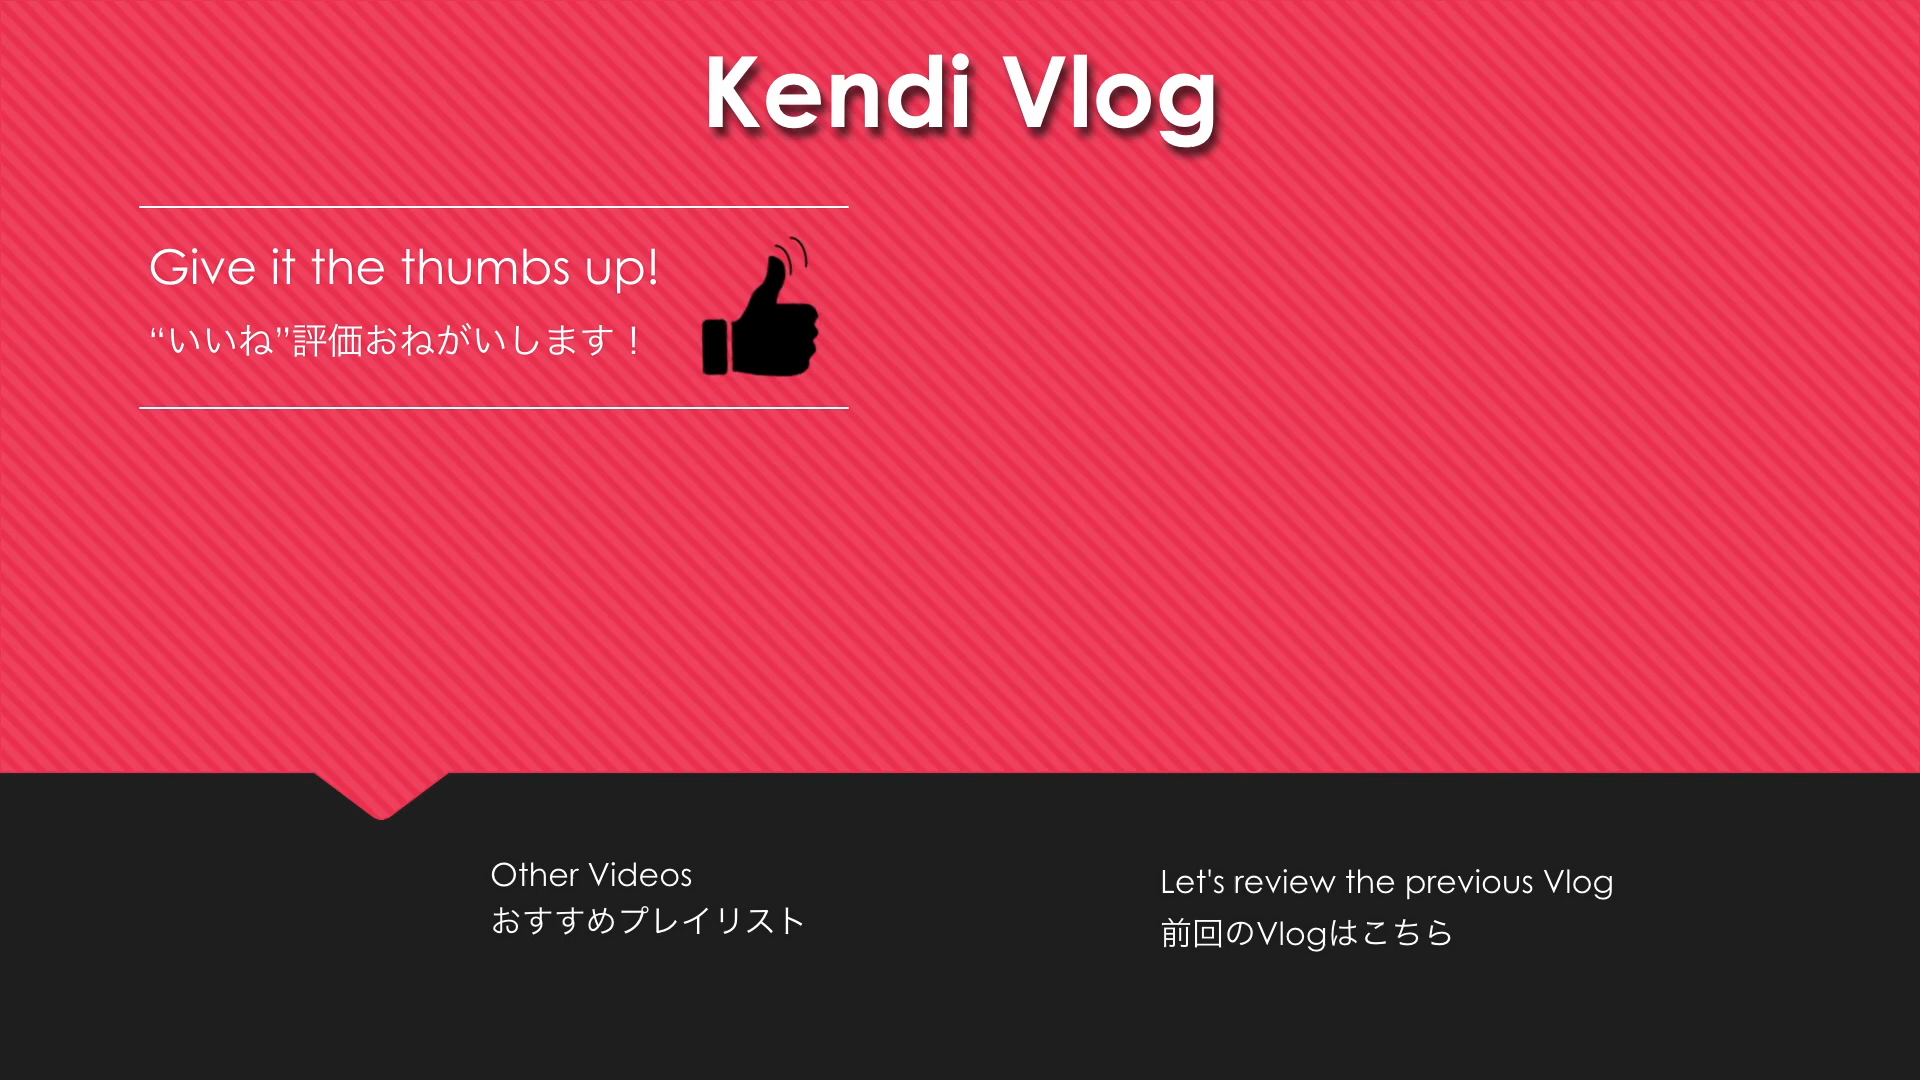 Kendi Vlog
Give it the thumbs up!
“いいね”評価おねがいします！
Other Videos
おすすめプレイリスト
Let's review the previous Vlog
前回のVlogはこちら